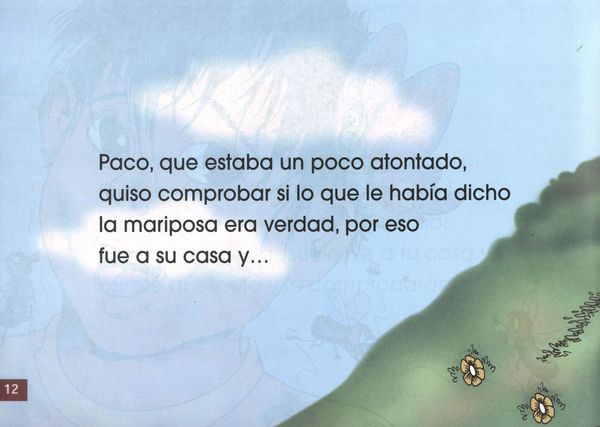 Paco, que estaba un poco atontado,
quiso comprobar si lo que le había dicho
la mariposa era verdad, por eso
fue a su casa y...
12